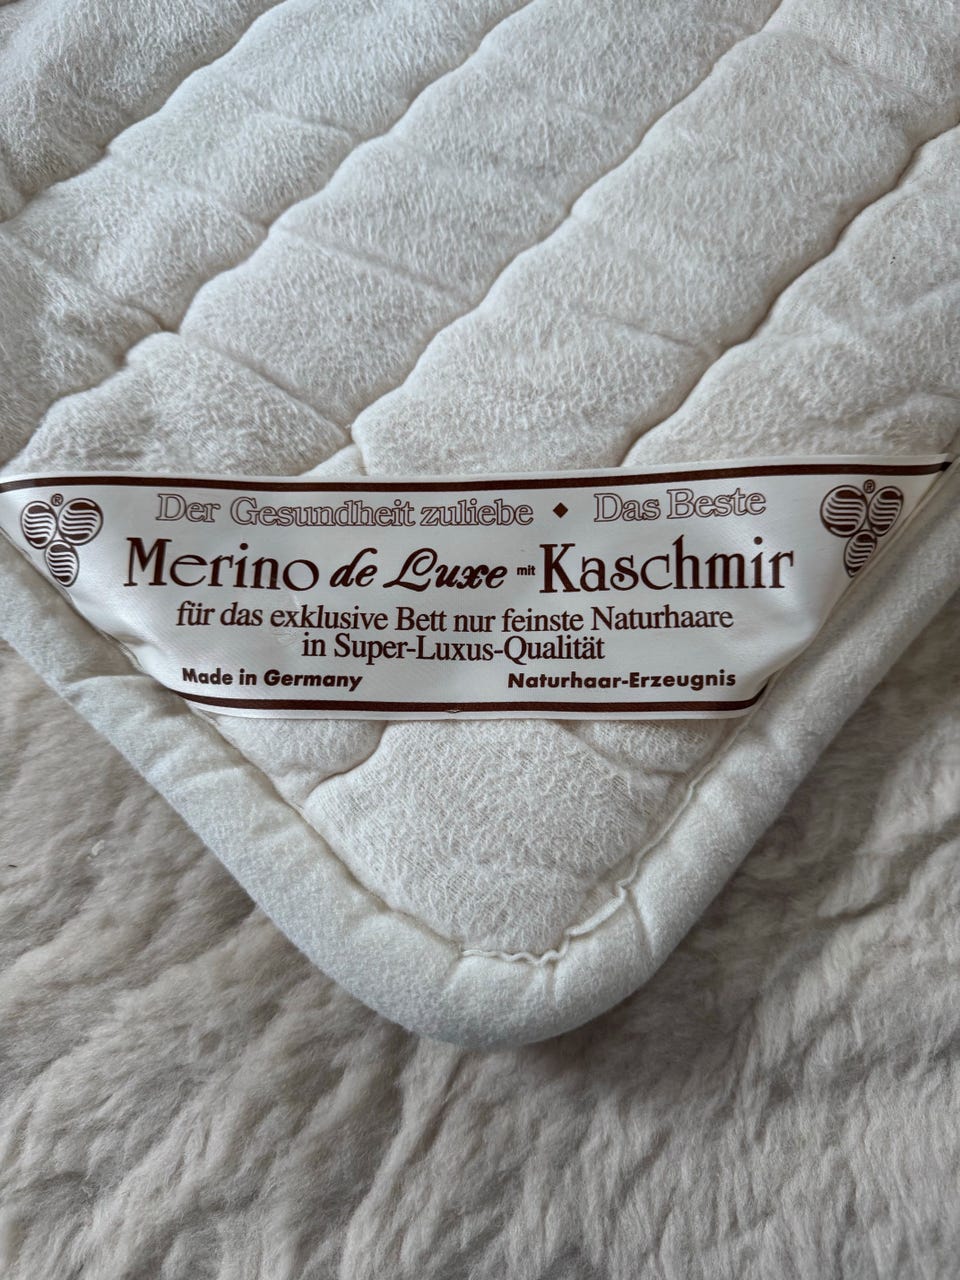 Der Gesundheit zuliebe ◆ Das Beste
Merino de Luxe mit Kaschmir
für das exklusive Bett nur feinste Naturhaare
in Super-Luxus-Qualität
Made in Germany Naturhaar-Erzeugnis